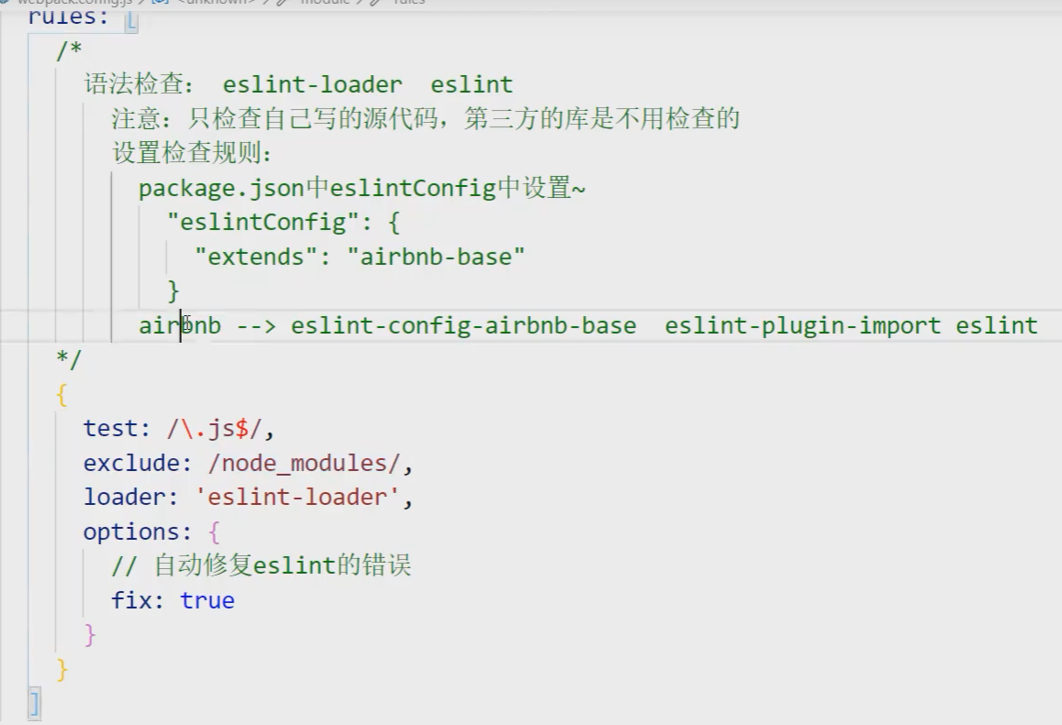 webpack.config.js > <unknown> > module > rules
rules: [
/*
语法检查： eslint-loader  eslint
注意：只检查自己写的源代码，第三方的库是不用检查的
设置检查规则：
package.json中eslintConfig中设置~
"eslintConfig": {
"extends": "airbnb-base"
}
airbnb --> eslint-config-airbnb-base  eslint-plugin-import eslint
*/
{
test: /\.js$/,
exclude: /node_modules/,
loader: 'eslint-loader',
options: {
// 自动修复eslint的错误
fix: true
}
}
]